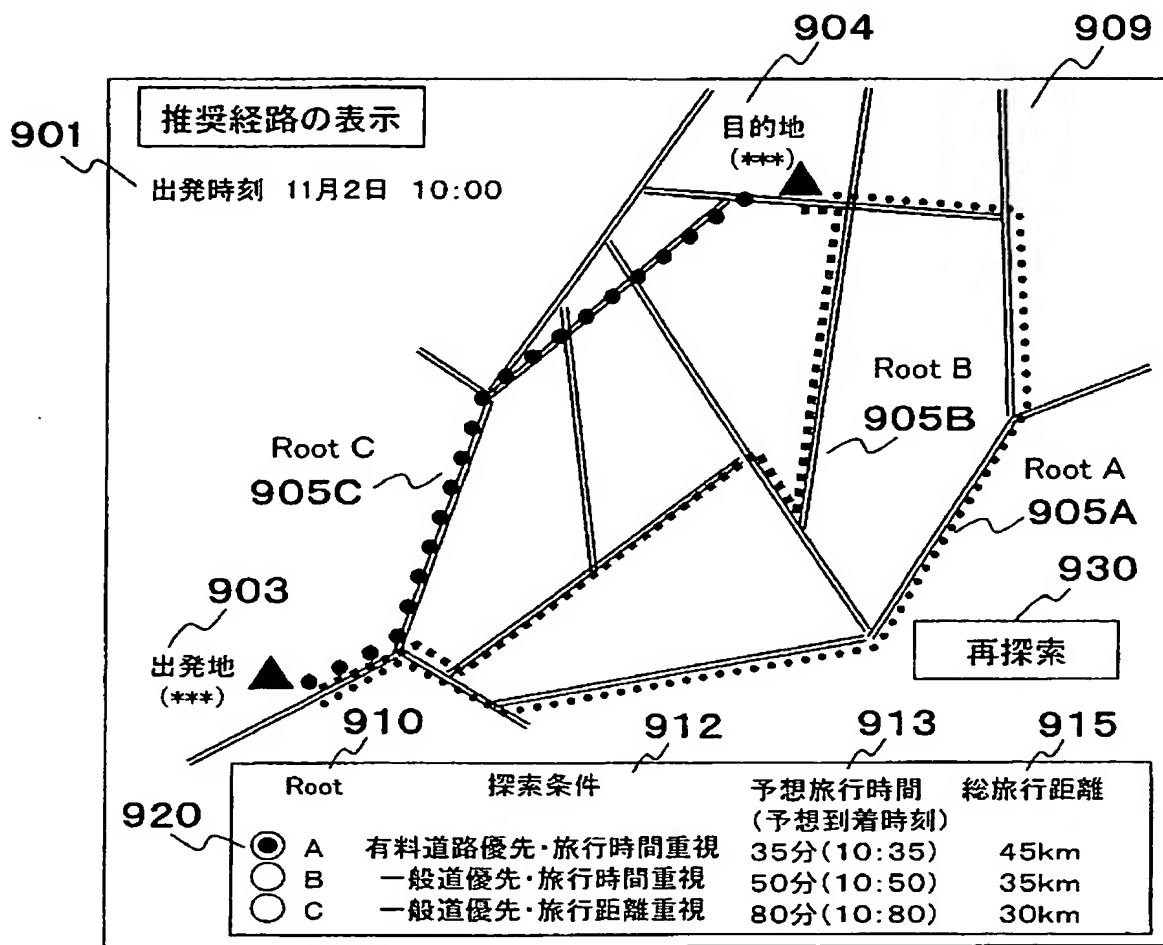 904
909
推奨経路の表示
901
出発時刻 11月2日 10:00
目的地
(***)
Root B
905B
Root C
905C
Root A
905A
930
再探索
903
出発地
(***)
910
912
913
915
Root 探索条件 予想旅行時間 総旅行距離
(予想到着時刻)
920
A 有料道路優先・旅行時間重視 35分(10:35) 45km
B 一般道優先・旅行時間重視 50分(10:50) 35km
C 一般道優先・旅行距離重視 80分(10:80) 30km